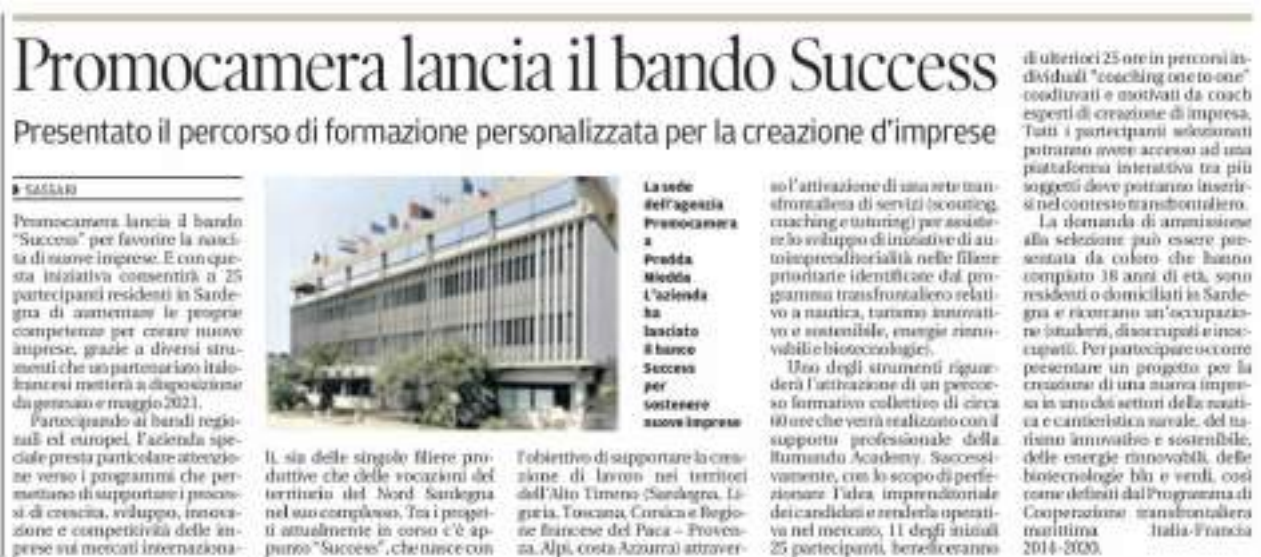 Promocamera lancia il bando Success
Presentato il percorso di formazione personalizzata per la creazione d'imprese
SASSARI
Promocamera lancia il bando
"Success" per favorire la nasci-
ta di nuove imprese. E con que-
sta iniziativa consentirà a 25
partecipanti residenti in Sarde-
gna di aumentare le proprie
competenze per creare nuove
imprese, grazie a diversi stru-
menti che un partenariato italo-
francesi metterà a disposizione
da gennaio e maggio 2021.
Partecipando ai bandi regio-
nali ed europei, l'azienda spe-
ciale presta particolare attenzio-
ne verso i programmi che per-
mettano di supportare i proces-
si di crescita, sviluppo, innova-
zione e competitività delle im-
prese sui mercati internaziona-
li, sia delle singole filiere pro-
duttive che delle vocazioni del
territorio del Nord Sardegna
nel suo complesso. Tra i proget-
ti attualmente in corso c'è ap-
punto "Success", che nasce con
l'obiettivo di supportare la crea-
zione di lavoro nei territori
dell'Alto Tirreno (Sardegna, Li-
guria, Toscana, Corsica e Regio-
ne francese del Paca – Proven-
za, Alpi, costa Azzurra) attraver-
La sede
dell'agenzia
Promocamera
a
Predda
Niedda
L'azienda
ha
lanciato
il banco
Success
per
sostenere
nuove imprese
so l'attivazione di una rete tran-
sfrontaliera di servizi (scouting,
coaching e tutoring) per assiste-
re lo sviluppo di iniziative di au-
toimprenditorialità nelle filiere
prioritarie identificate dal pro-
gramma transfrontaliero relati-
vo a nautica, turismo innovati-
vo e sostenibile, energie rinno-
vabili e biotecnologie).
Uno degli strumenti riguar-
derà l'attivazione di un percor-
so formativo collettivo di circa
60 ore che verrà realizzato con il
supporto professionale della
Rumundu Academy. Successi-
vamente, con lo scopo di perfe-
zionare l'idea imprenditoriale
dei candidati e renderla operati-
va nel mercato, 11 degli iniziali
25 partecipanti, beneficeranno
di ulteriori 25 ore in percorsi in-
dividuali "coaching one to one"
coadiuvati e motivati da coach
esperti di creazione di impresa.
Tutti i partecipanti selezionati
potranno avere accesso ad una
piattaforma interattiva tra più
soggetti dove potranno inserir-
si nel contesto transfrontaliero.
La domanda di ammissione
alla selezione può essere pre-
sentata da coloro che hanno
compiuto 18 anni di età, sono
residenti o domiciliati in Sarde-
gna e ricercano un'occupazio-
ne (studenti, disoccupati e inoc-
cupati). Per partecipare occorre
presentare un progetto per la
creazione di una nuova impre-
sa in uno dei settori della nauti-
ca e cantieristica navale, del tu-
rismo innovativo e sostenibile,
delle energie rinnovabili, delle
biotecnologie blu e verdi, così
come definiti dal Programma di
Cooperazione transfrontaliera
marittima Italia-Francia
2014-2020.